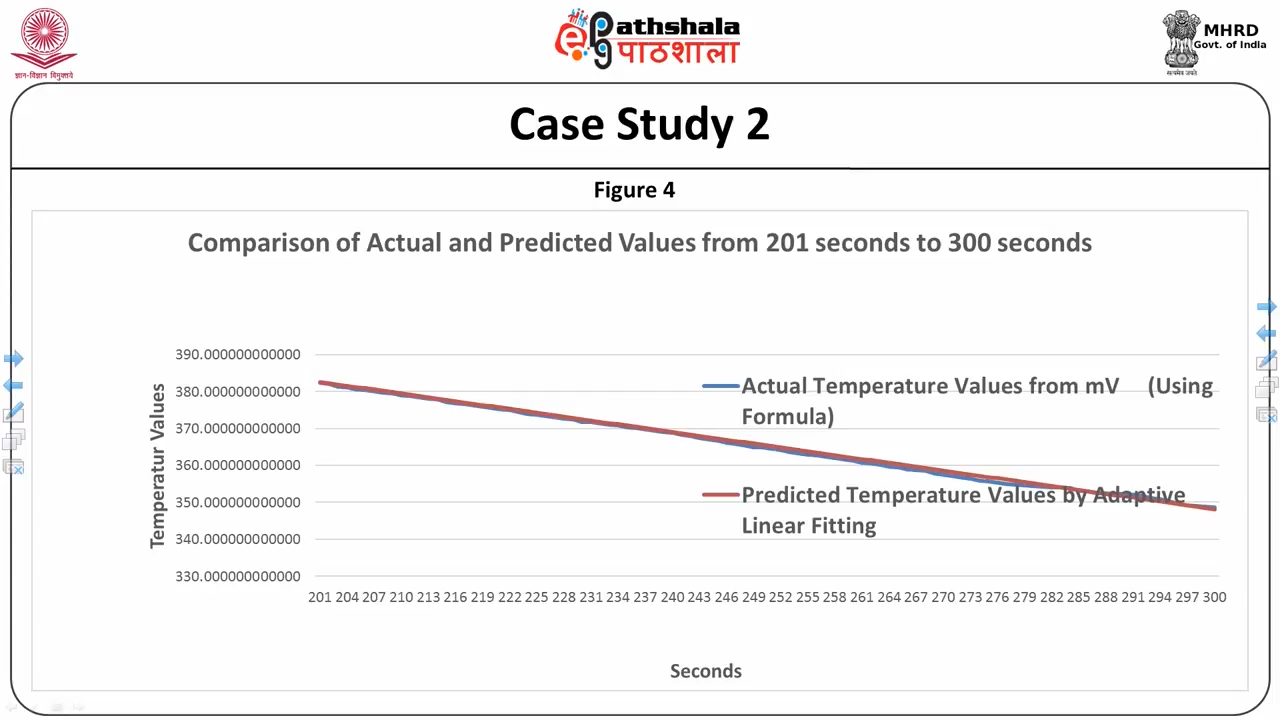 ज्ञान-विज्ञान विमुक्तये
ePathshala
पाठशाला
MHRD
Govt. of India
सत्यमेव जयते
Case Study 2
Figure 4
Comparison of Actual and Predicted Values from 201 seconds to 300 seconds
390.000000000000
380.000000000000
370.000000000000
360.000000000000
350.000000000000
340.000000000000
330.000000000000
Temperatur Values
Actual Temperature Values from mV (Using
Formula)
Predicted Temperature Values by Adaptive
Linear Fitting
201 204 207 210 213 216 219 222 225 228 231 234 237 240 243 246 249 252 255 258 261 264 267 270 273 276 279 282 285 288 291 294 297 300
Seconds